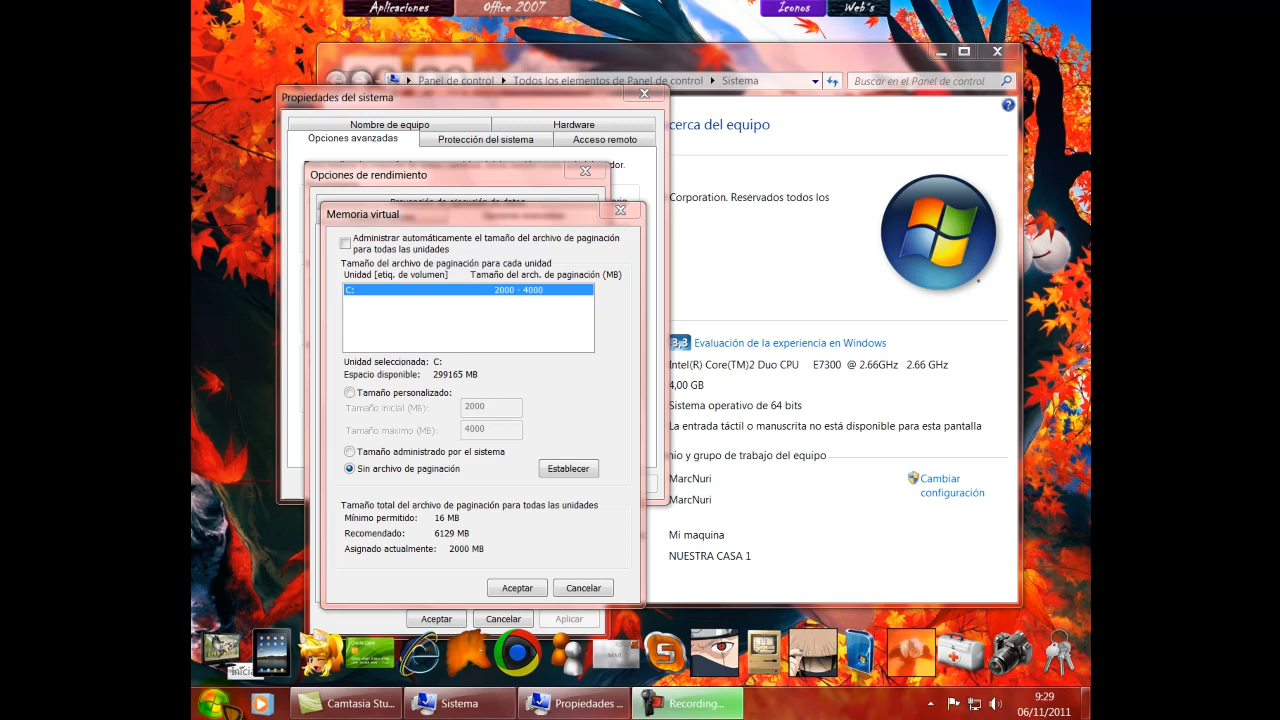 Aplicaciones
Office 2007
Iconos
Web's
Panel de control
Todos los elementos de Panel de control
Sistema
Buscar en el Panel de control
Propiedades del sistema
Nombre de equipo
Hardware
Opciones avanzadas
Protección del sistema
Acceso remoto
cerca del equipo
Opciones de rendimiento
Corporation. Reservados todos los
Memoria virtual
Administrar automáticamente el tamaño del archivo de paginación
para todas las unidades
Tamaño del archivo de paginación para cada unidad
Unidad [etiq. de volumen] Tamaño del arch. de paginación (MB)
C: 2000 - 4000
Unidad seleccionada: C:
Espacio disponible: 299165 MB
Tamaño personalizado:
Tamaño inicial (MB): 2000
Tamaño máximo (MB): 4000
Tamaño administrado por el sistema
Sin archivo de paginación
Establecer
Tamaño total del archivo de paginación para todas las unidades
Mínimo permitido: 16 MB
Recomendado: 6129 MB
Asignado actualmente: 2000 MB
Aceptar Cancelar
Aceptar Cancelar Aplicar
3,3 Evaluación de la experiencia en Windows
Intel(R) Core(TM)2 Duo CPU E7300 @ 2.66GHz 2.66 GHz
4,00 GB
Sistema operativo de 64 bits
La entrada táctil o manuscrita no está disponible para esta pantalla
nio y grupo de trabajo del equipo
MarcNuri
Cambiar
configuración
MarcNuri
Mi maquina
NUESTRA CASA 1
Inicia
Camtasia Stu...
Sistema
Propiedades ...
Recording...
9:29
06/11/2011